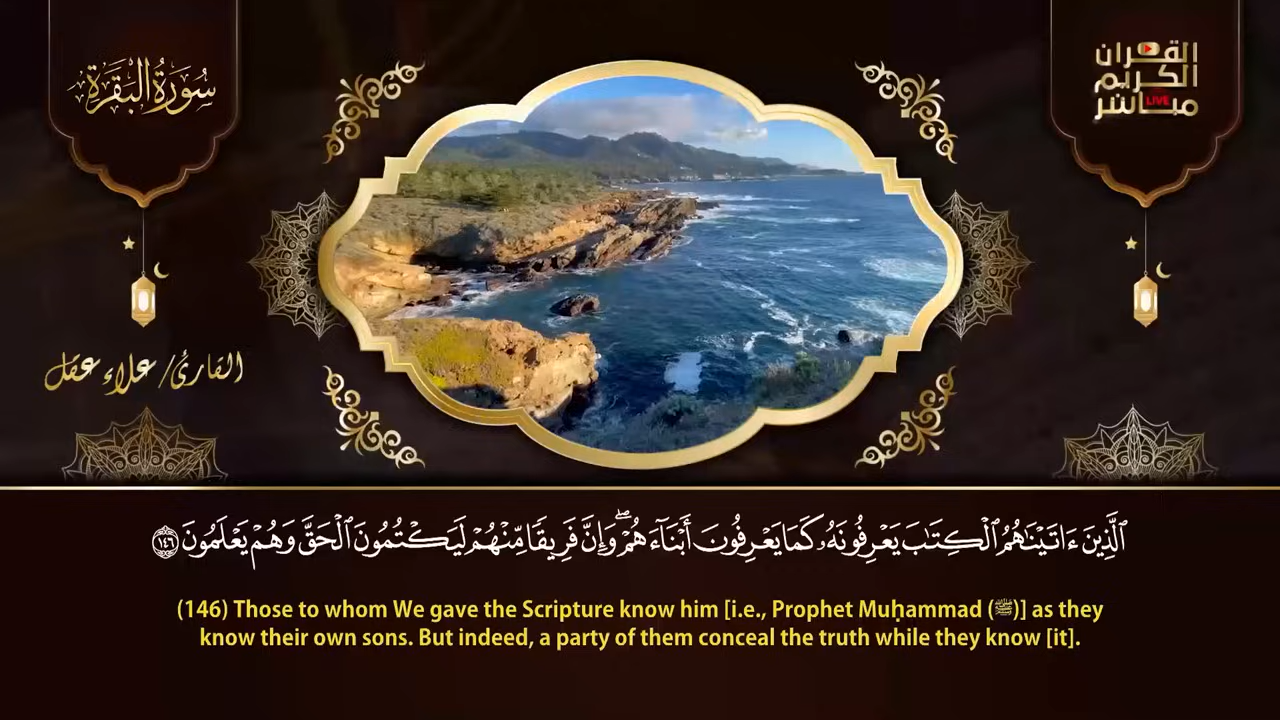 سُورَةُ البَقَرَةِ
القرآن
الكريم
مباشر
LIVE
القارئ/ علاء عقل
ٱلَّذِينَ ءَاتَيْنَٰهُمُ ٱلْكِتَٰبَ يَعْرِفُونَهُۥ كَمَا يَعْرِفُونَ أَبْنَآءَهُمْ ۖ وَإِنَّ فَرِيقًا مِّنْهُمْ لَيَكْتُمُونَ ٱلْحَقَّ وَهُمْ يَعْلَمُونَ ١٤٦
(146) Those to whom We gave the Scripture know him [i.e., Prophet Muḥammad (ﷺ)] as they
know their own sons. But indeed, a party of them conceal the truth while they know [it].